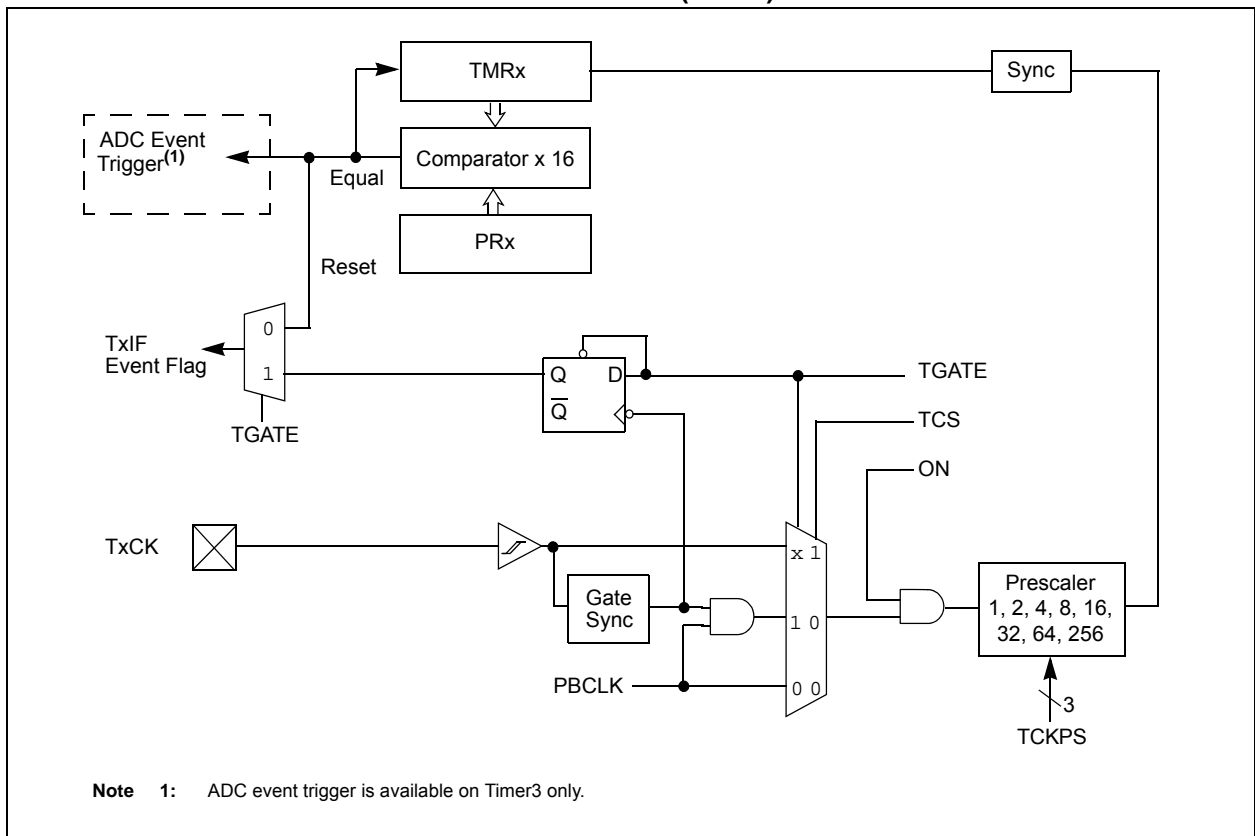 TMRx
Sync
ADC Event
Trigger(1)
Equal
Comparator x 16
PRx
Reset
0
1
TxIF
Event Flag
TGATE
Q
D
Q
TGATE
TCS
ON
TxCK
x 1
Gate
Sync
1 0
Prescaler
1, 2, 4, 8, 16,
32, 64, 256
PBCLK
0 0
3
TCKPS
Note 1: ADC event trigger is available on Timer3 only.